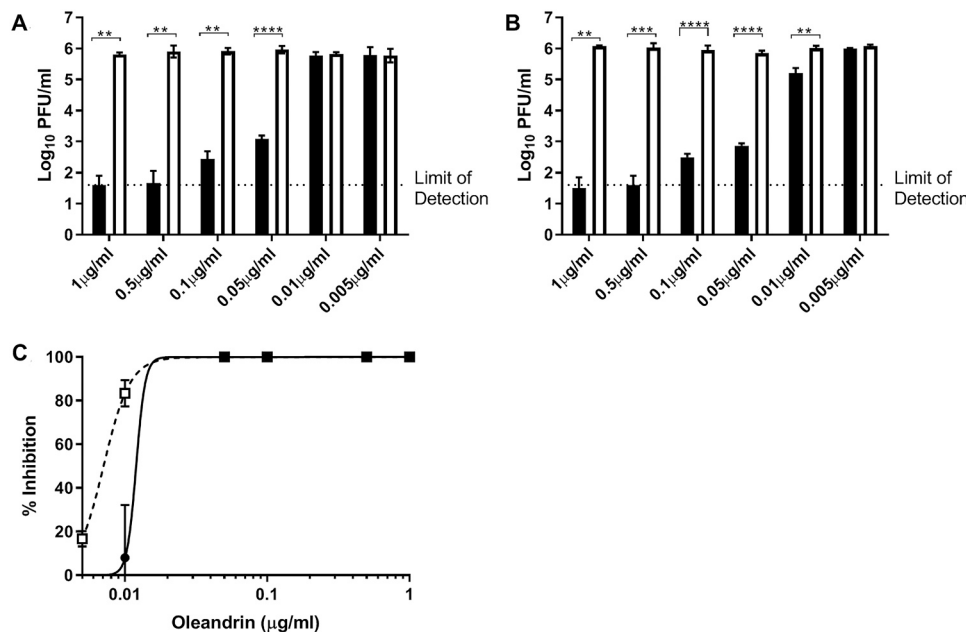 A
Log10 PFU/ml
7
6
5
4
3
2
1
0
** ** ** ****
Limit of
Detection
1μg/ml 0.5μg/ml 0.1μg/ml 0.05μg/ml 0.01μg/ml 0.005μg/ml
B
Log10 PFU/ml
7
6
5
4
3
2
1
0
** *** **** **** **
Limit of
Detection
1μg/ml 0.5μg/ml 0.1μg/ml 0.05μg/ml 0.01μg/ml 0.005μg/ml
C
% Inhibition
100
80
60
40
20
0
0.01 0.1 1
Oleandrin (μg/ml)